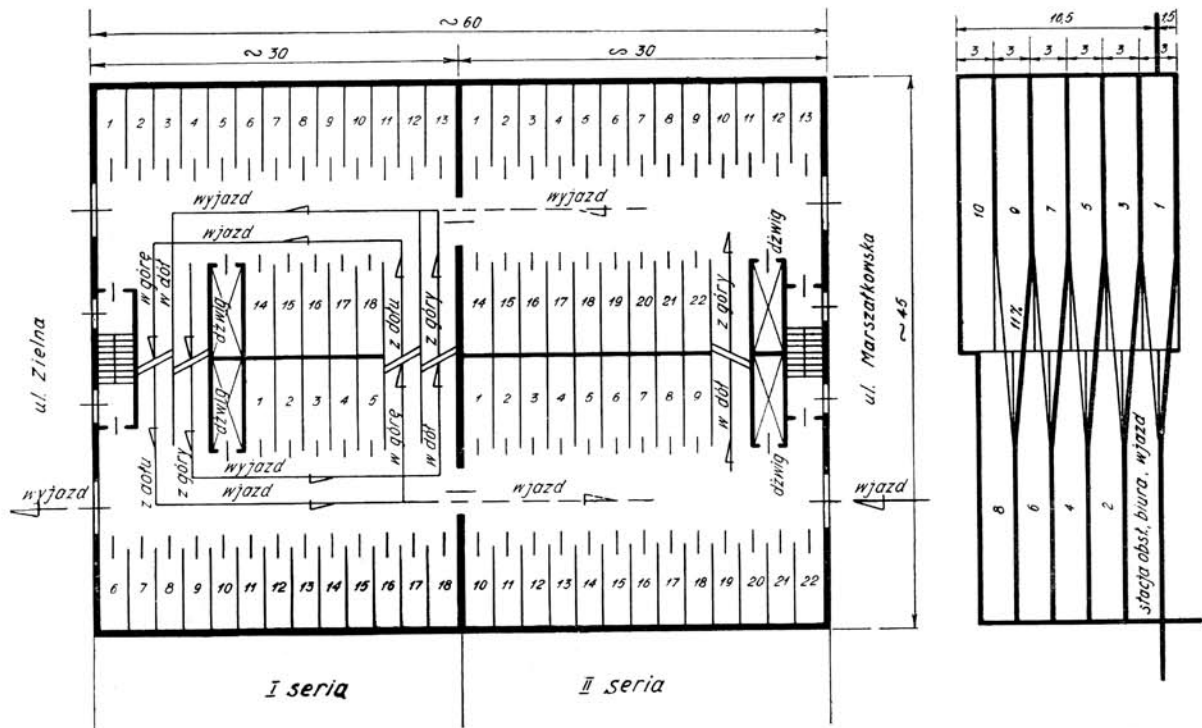 ~ 60
~ 30
~ 30
1 2 3 4 5 6 7 8 9 10 11 12 13
1 2 3 4 5 6 7 8 9 10 11 12 13
wyjazd
wyjazd
wjazd
w górę
w dół
dźwig
14 15 16 17 18
z dołu
z góry
14 15 16 17 18 19 20 21 22
z góry
dźwig
ul. Zielna
ul. Marszałkowska
~ 45
dźwig
1 2 3 4 5
w górę
w dół
1 2 3 4 5 6 7 8 9
w dół
dźwig
z dołu
z góry
wyjazd
wjazd
wjazd
wyjazd
wjazd
6 7 8 9 10 11 12 13 14 15 16 17 18
10 11 12 13 14 15 16 17 18 19 20 21 22
I seria
II seria
16,5
1,5
3 3 3 3 3 3
10 9 7 5 3 1
11%
8 6 4 2
stacja obsł., biura, wjazd